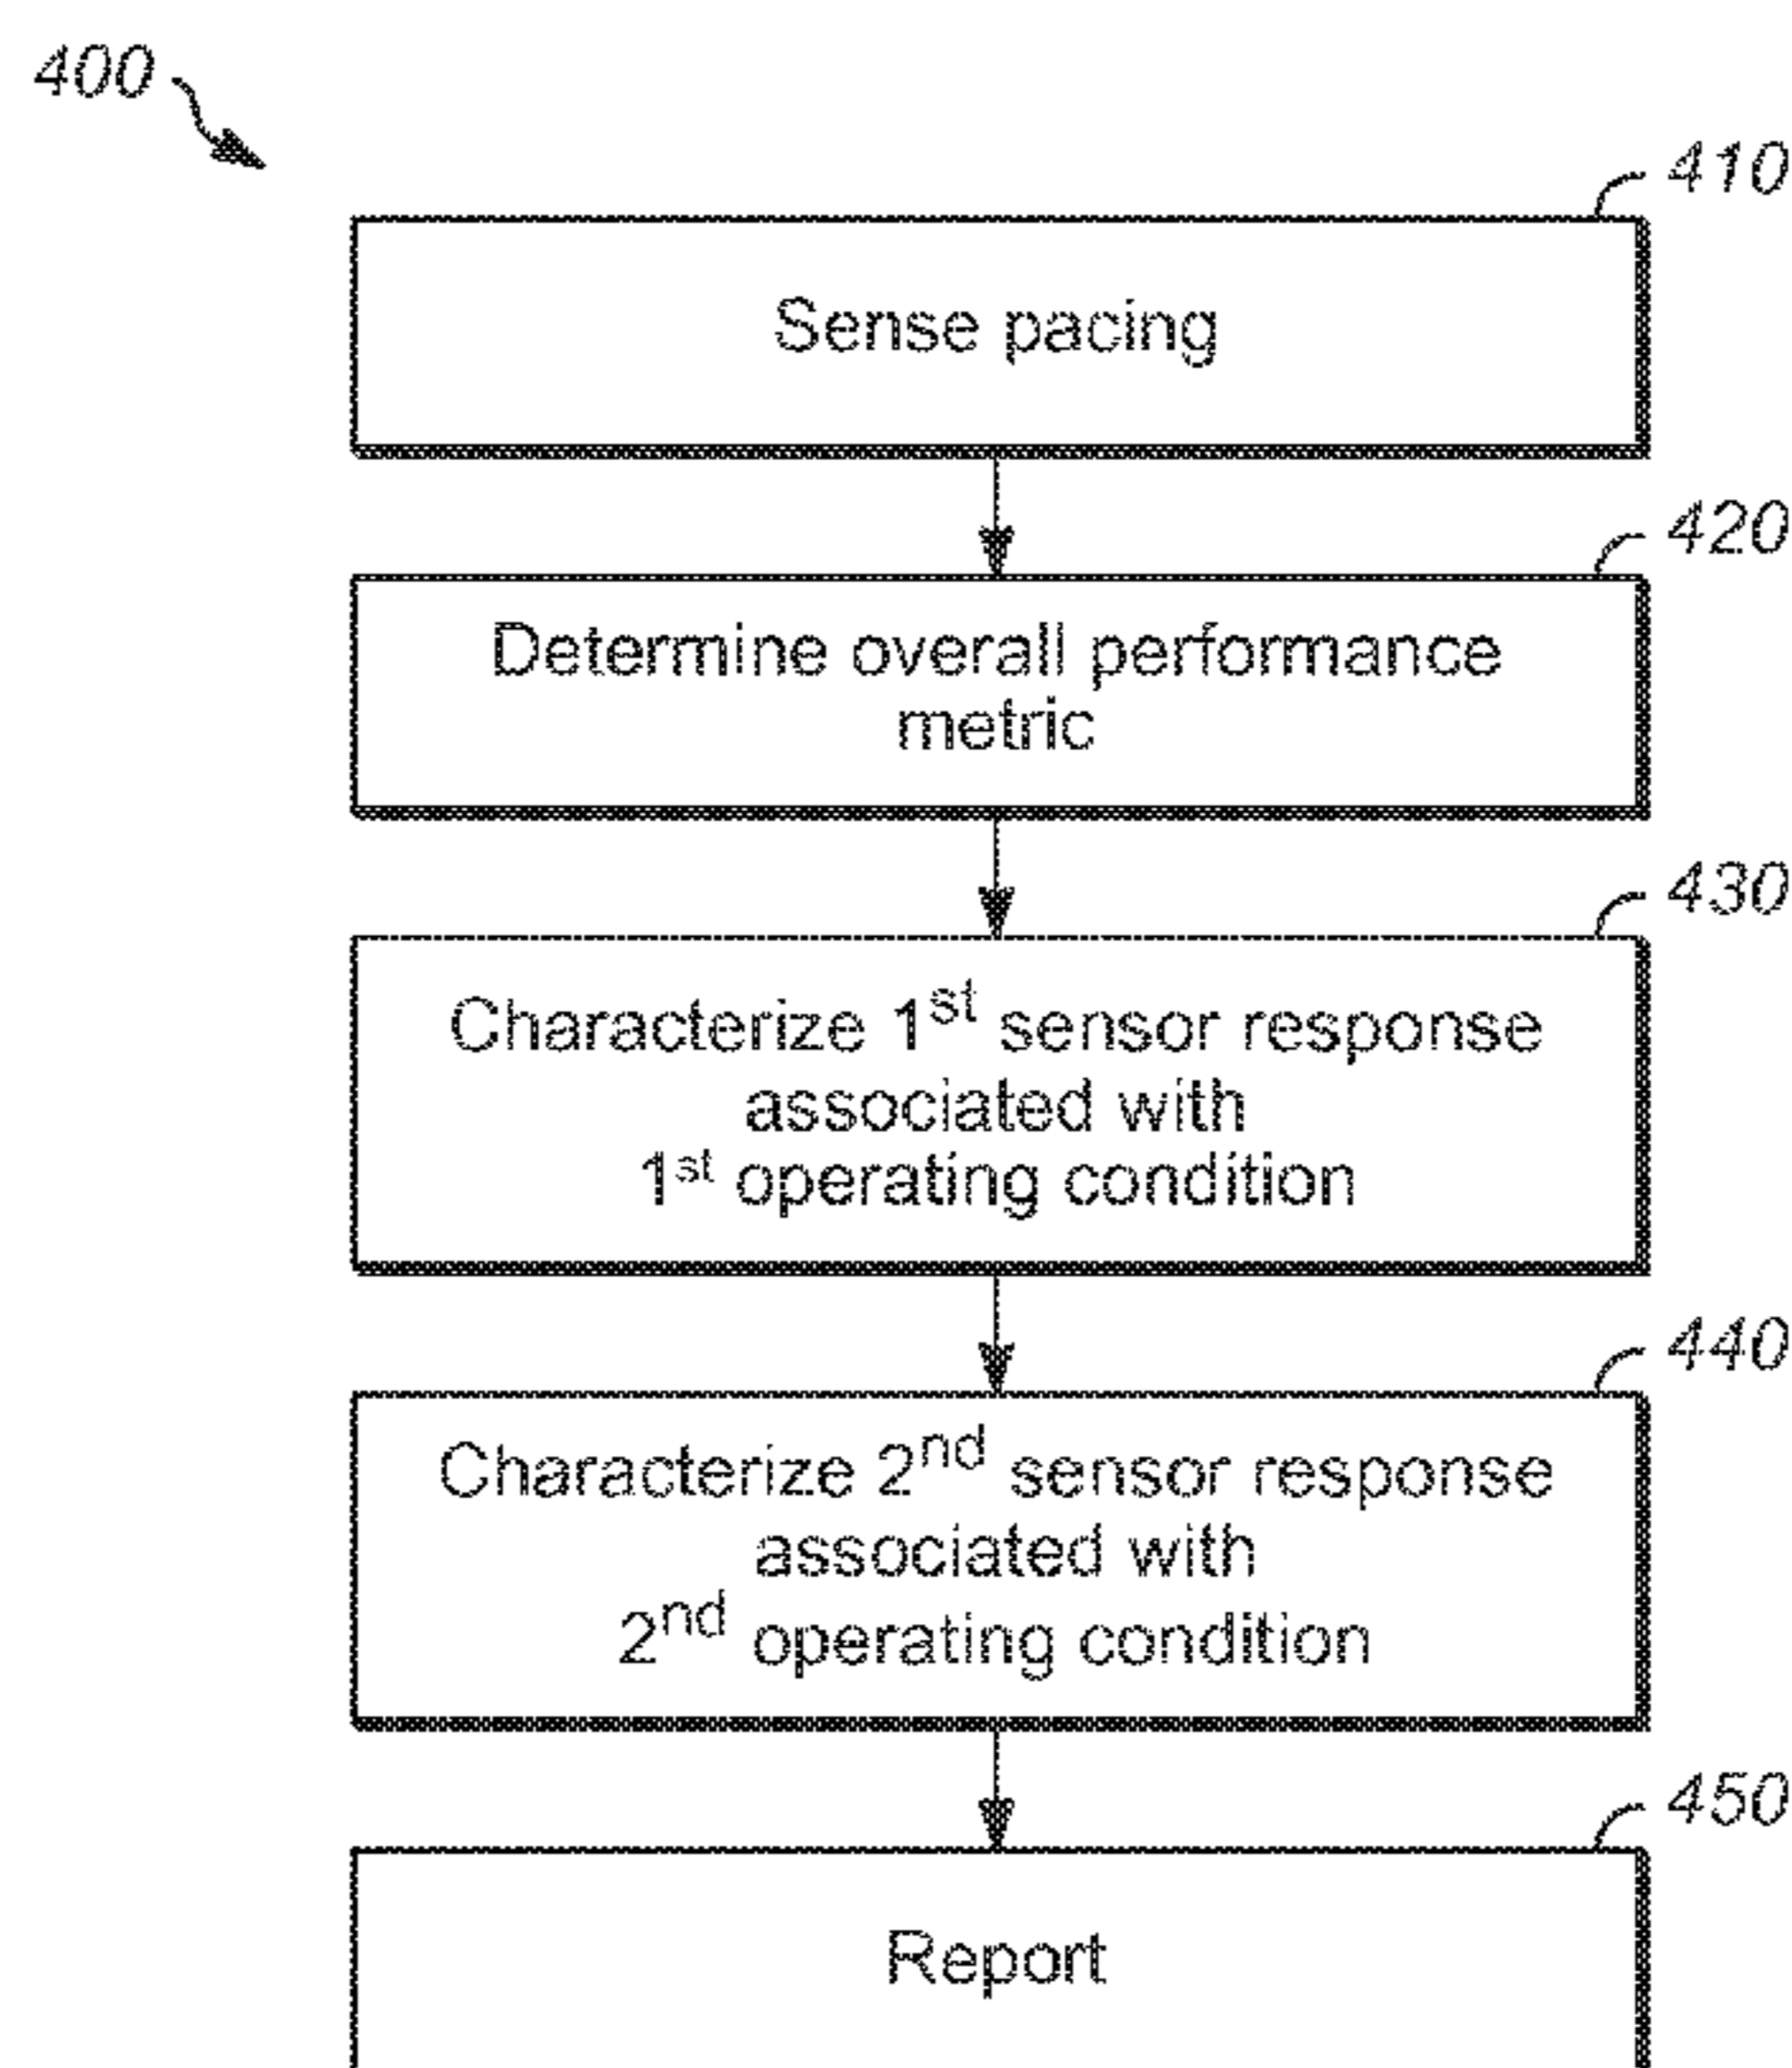 400
410
Sense pacing
420
Determine overall performance
metric
430
Characterize 1st sensor response
associated with
1st operating condition
440
Characterize 2nd sensor response
associated with
2nd operating condition
450
Report